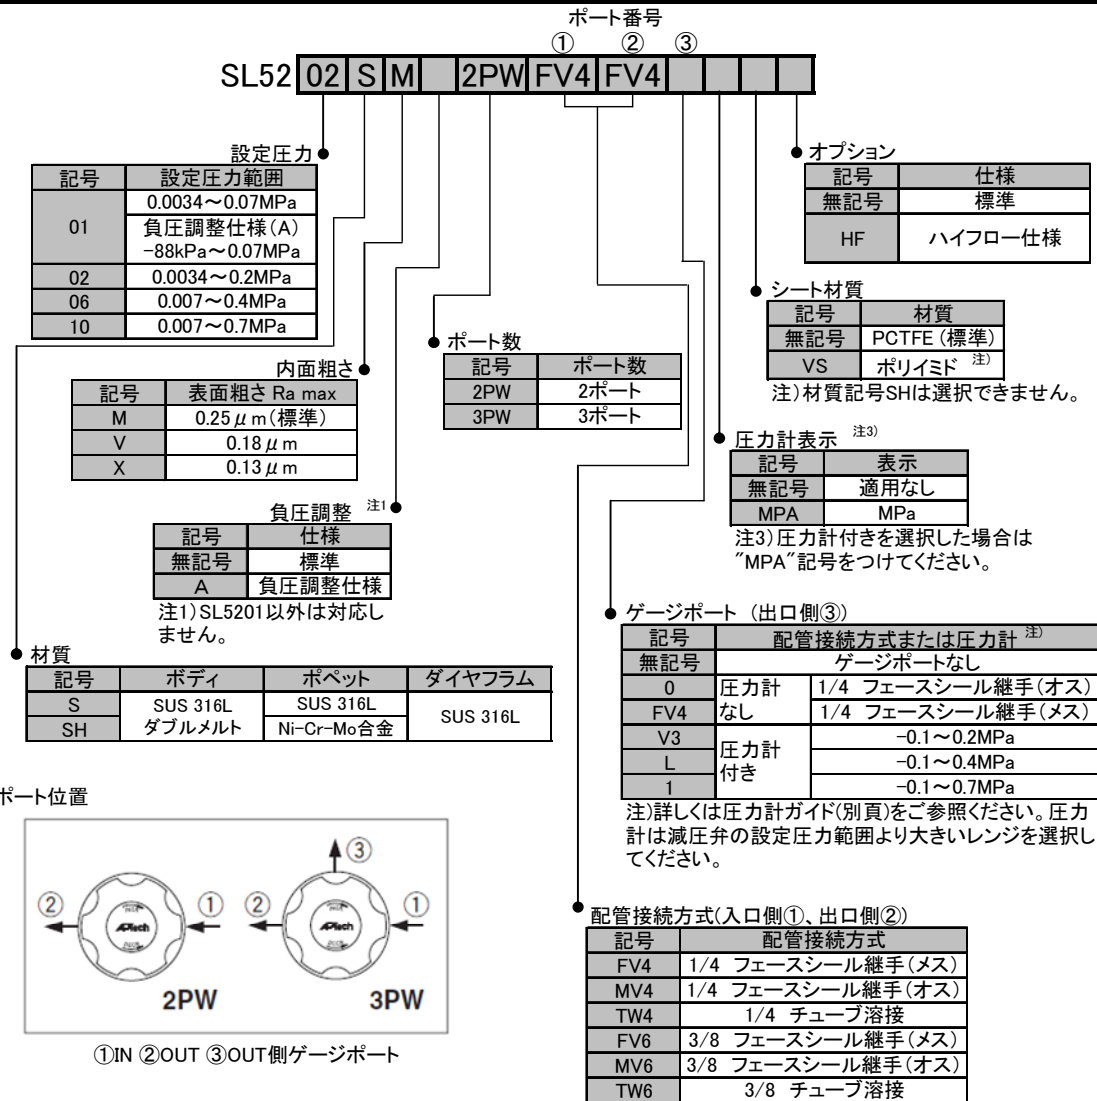 ポート番号
① ② ③
SL52 02 S M 2PW FV4 FV4
設定圧力
記号 設定圧力範囲
01 0.0034～0.07MPa
負圧調整仕様(A)
-88kPa～0.07MPa
02 0.0034～0.2MPa
06 0.007～0.4MPa
10 0.007～0.7MPa
オプション
記号 仕様
無記号 標準
HF ハイフロー仕様
シート材質
記号 材質
無記号 PCTFE (標準)
VS ポリイミド 注)
注)材質記号SHは選択できません。
ポート数
記号 ポート数
2PW 2ポート
3PW 3ポート
内面粗さ
記号 表面粗さ Ra max
M 0.25μm(標準)
V 0.18μm
X 0.13μm
圧力計表示 注3)
記号 表示
無記号 適用なし
MPA MPa
注3)圧力計付きを選択した場合は
"MPA"記号をつけてください。
負圧調整 注1
記号 仕様
無記号 標準
A 負圧調整仕様
注1)SL5201以外は対応し
ません。
ゲージポート (出口側③)
記号 配管接続方式または圧力計 注)
無記号 ゲージポートなし
0 圧力計なし 1/4 フェースシール継手(オス)
FV4 1/4 フェースシール継手(メス)
V3 圧力計付き -0.1～0.2MPa
L -0.1～0.4MPa
1 -0.1～0.7MPa
注)詳しくは圧力計ガイド(別頁)をご参照ください。圧力
計は減圧弁の設定圧力範囲より大きいレンジを選択し
てください。
材質
記号 ボディ ポペット ダイヤフラム
S SUS 316L ダブルメルト SUS 316L SUS 316L
SH Ni-Cr-Mo合金
ポート位置
② ① ② ③ ①
APTech APTech
2PW 3PW
①IN ②OUT ③OUT側ゲージポート
配管接続方式(入口側①、出口側②)
記号 配管接続方式
FV4 1/4 フェースシール継手(メス)
MV4 1/4 フェースシール継手(オス)
TW4 1/4 チューブ溶接
FV6 3/8 フェースシール継手(メス)
MV6 3/8 フェースシール継手(オス)
TW6 3/8 チューブ溶接